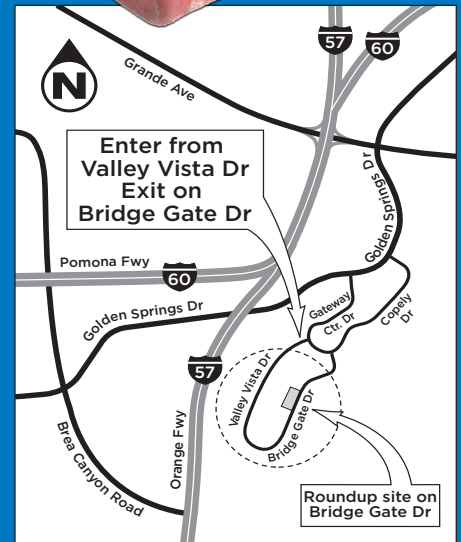 57
60
Grande Ave
N
Enter from
Valley Vista Dr
Exit on
Bridge Gate Dr
Golden Springs Dr
Pomona Fwy
60
Golden Springs Dr
Gateway
Ctr. Dr
Copely
Dr
57
Valley Vista Dr
Bridge Gate Dr
Orange Fwy
Brea Canyon Road
Roundup site on
Bridge Gate Dr